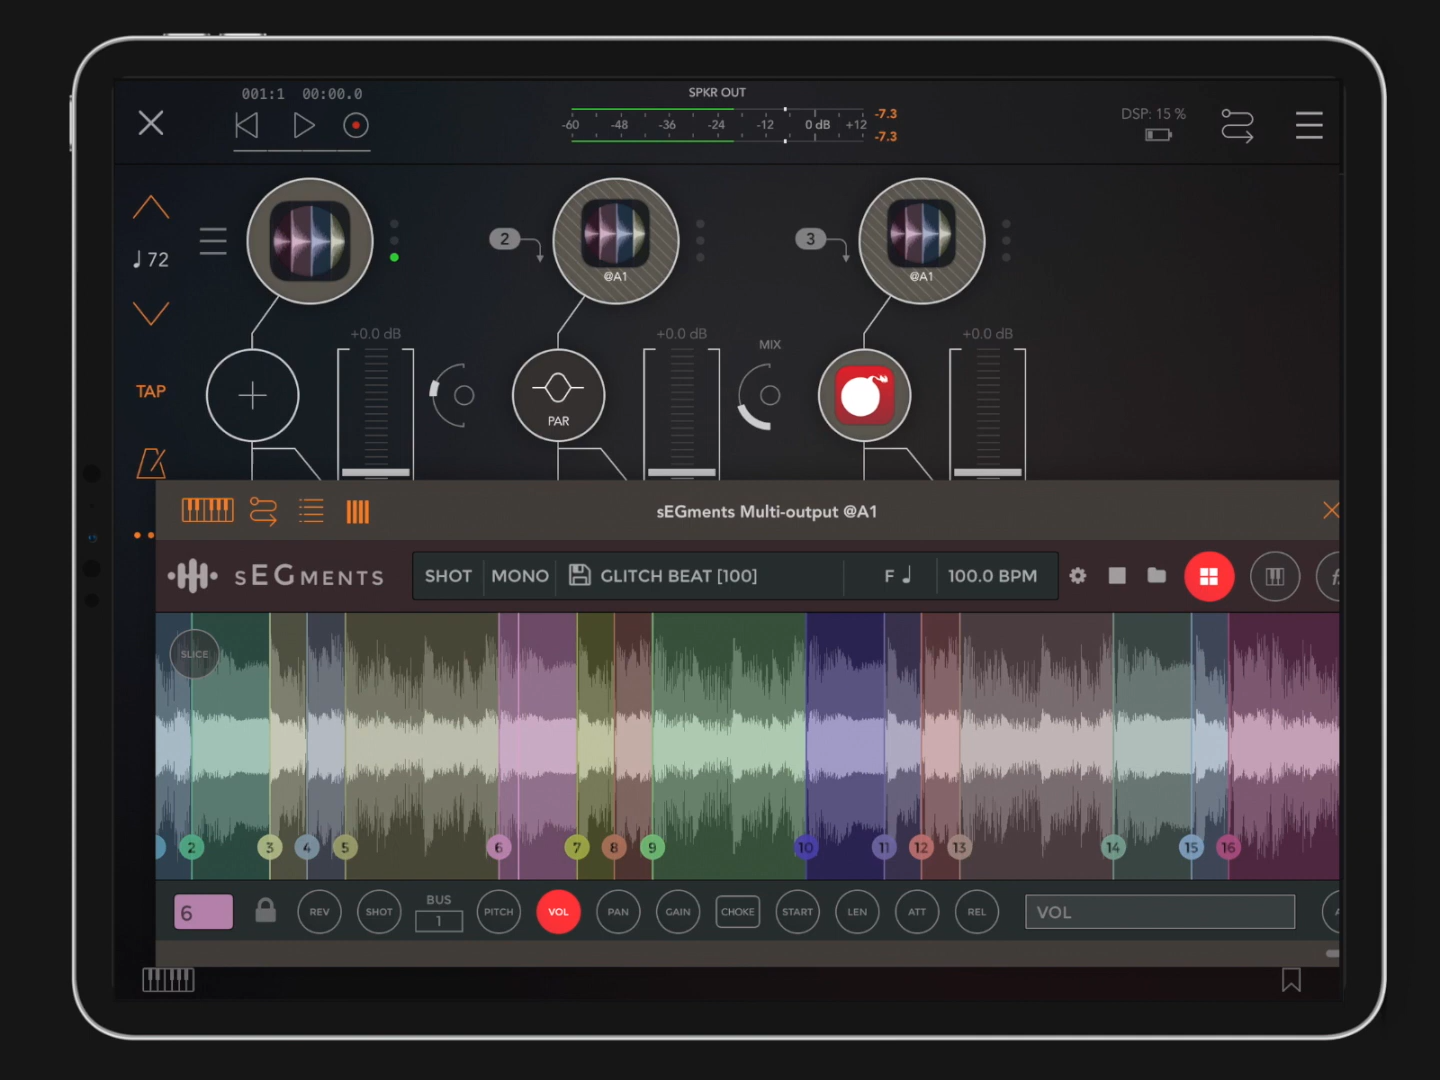 001:1 00:00.0
SPKR OUT
-60 -48 -36 -24 -12 0 dB +12
-7.3
-7.3
DSP: 15 %
72
TAP
2
@A1
3
@A1
+0.0 dB
+0.0 dB
MIX
+0.0 dB
PAR
sEGments Multi-output @A1
sEGMENTS
SHOT MONO GLITCH BEAT [100] F 100.0 BPM
SLICE
2 3 4 5 6 7 8 9 10 11 12 13 14 15 16
6
REV SHOT
BUS
1
PITCH VOL PAN GAIN CHOKE START LEN ATT REL
VOL